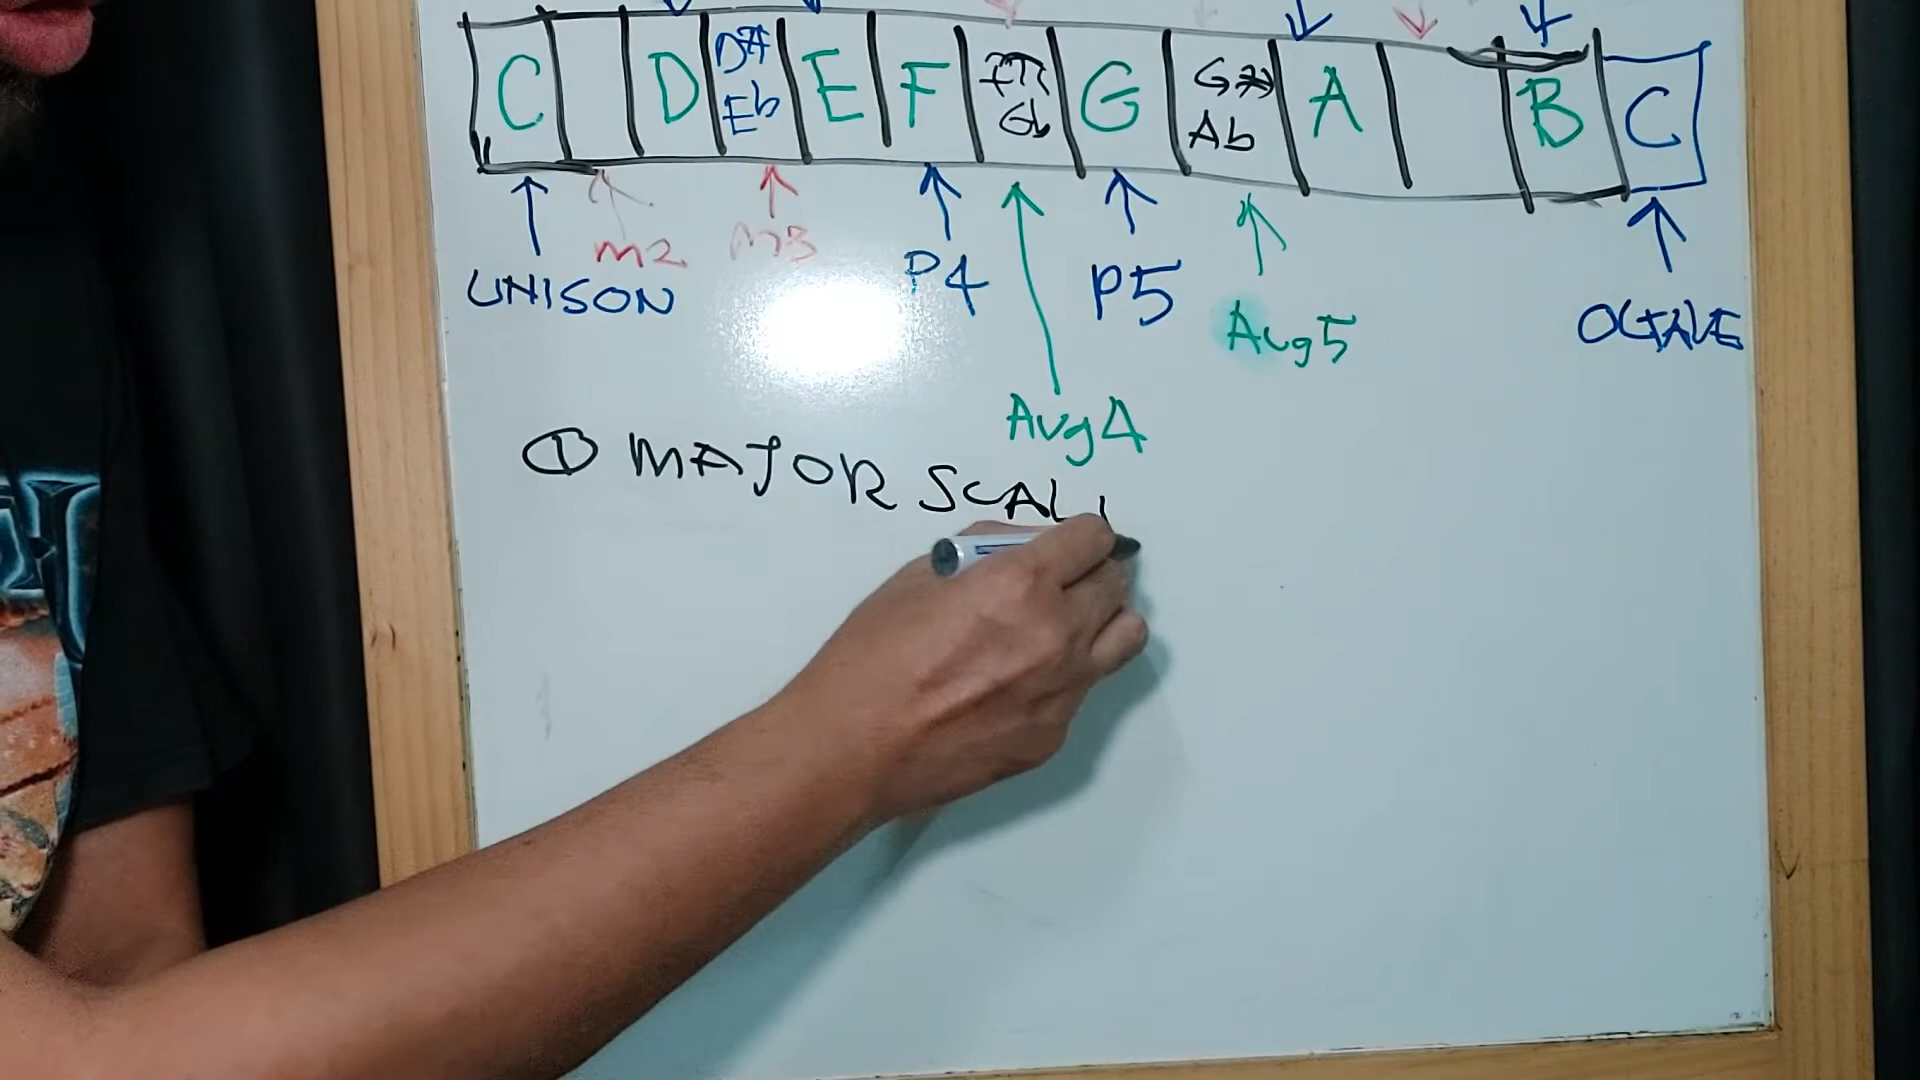 C D D# Eb E F F# Gb G G# Ab A B C
m2 m3
UNISON P4 P5 Aug5 OCTAVE
Aug4
① MAJOR SCAL